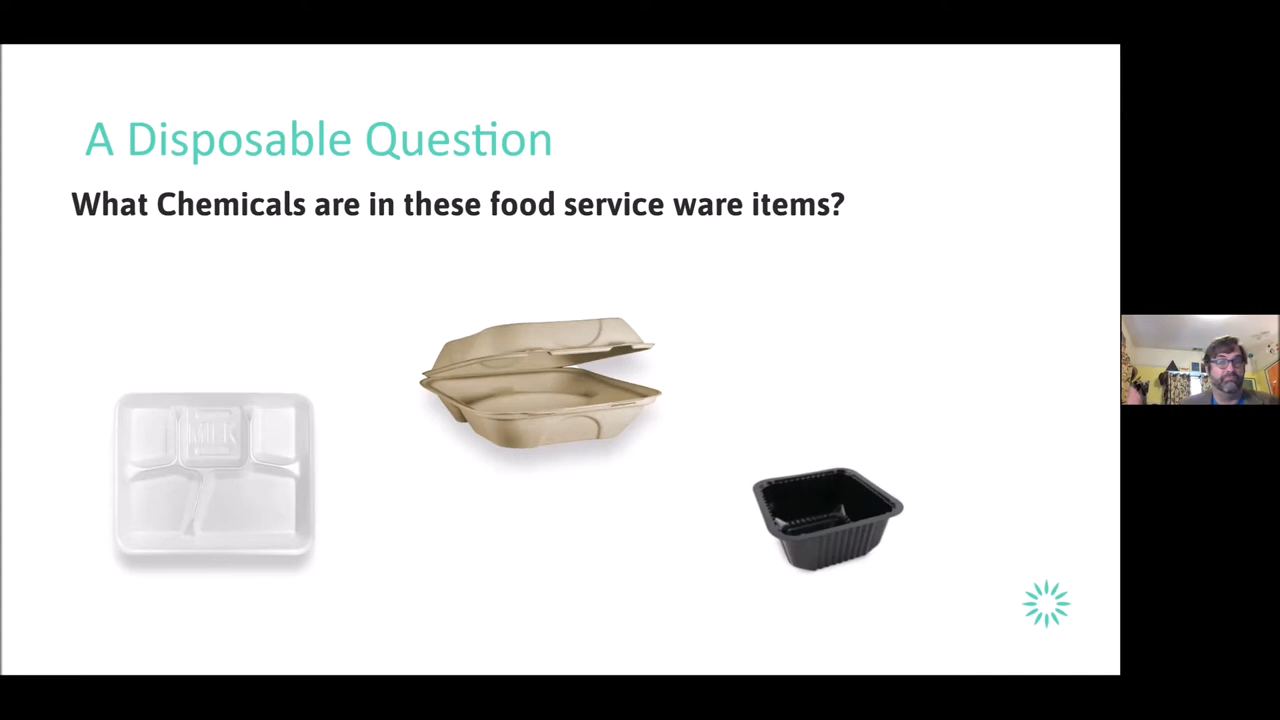 A Disposable Question
What Chemicals are in these food service ware items?
MILK